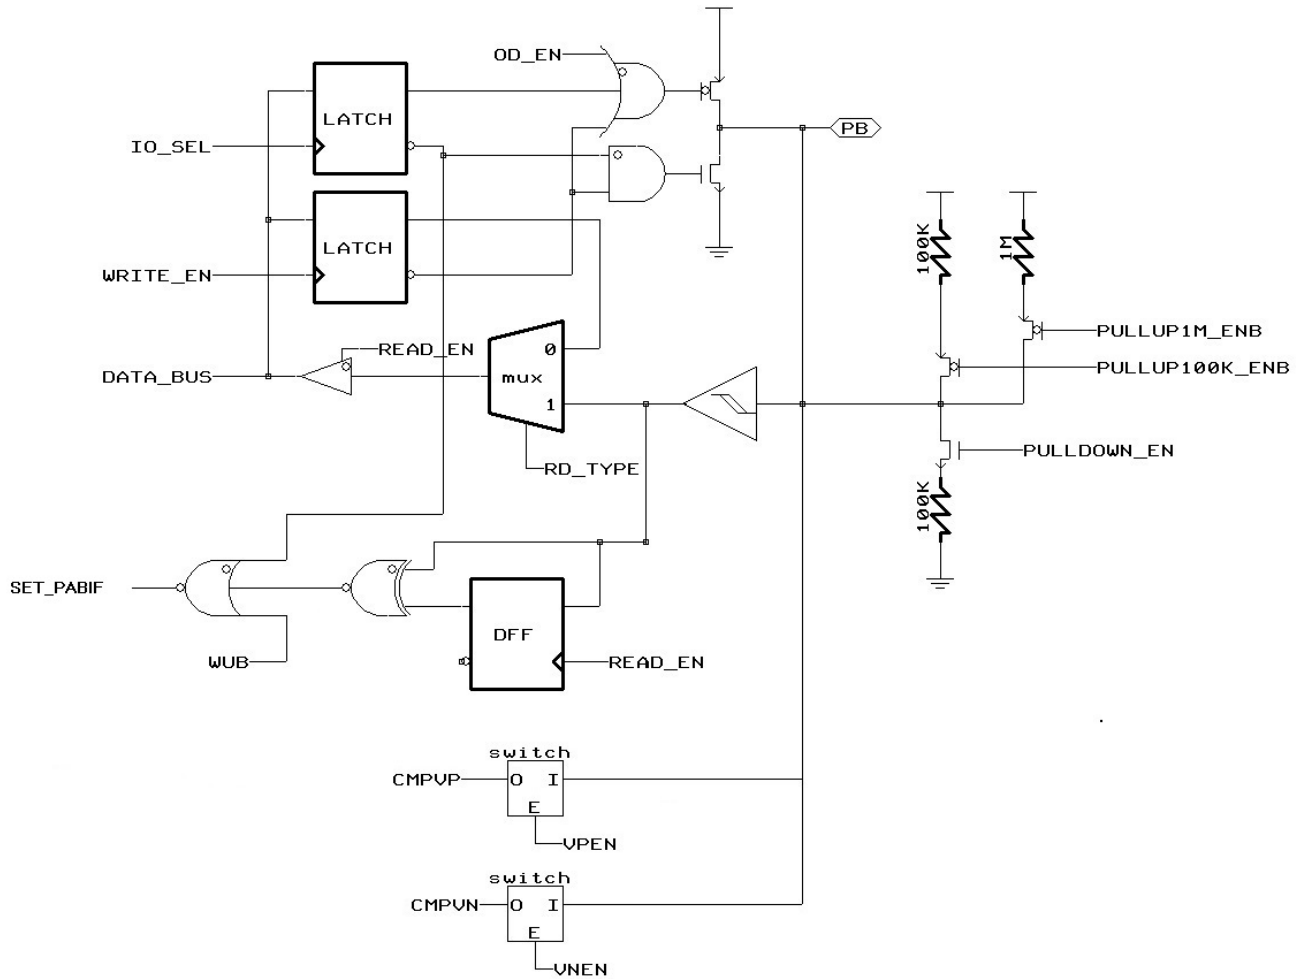 OD_EN
LATCH
PB
IO_SEL
100K
1M
LATCH
WRITE_EN
PULLUP1M_ENB
READ_EN
0
PULLUP100K_ENB
DATA_BUS
mux
1
PULLDOWN_EN
RD_TYPE
100K
SET_PABIF
DFF
WUB
READ_EN
switch
CMPVP
O I
E
VPEN
switch
CMPVN
O I
E
VNEN